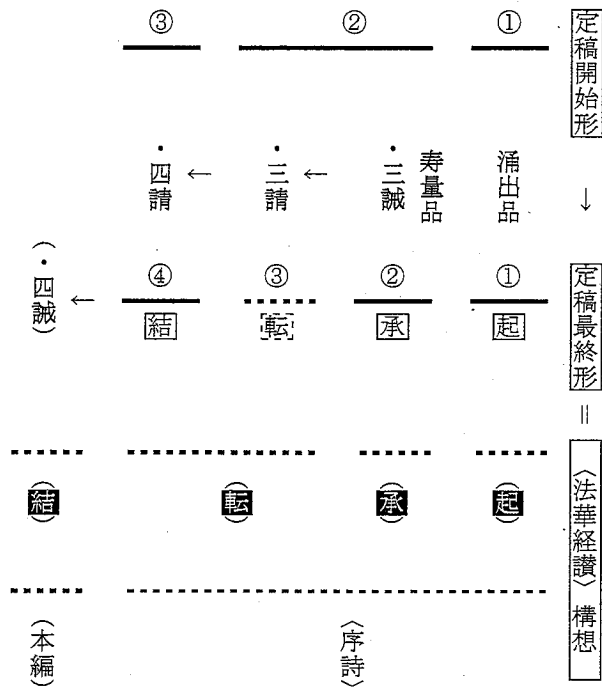 定稿開始形 ↓ 定稿最終形 ＝ 〈法華経讃〉構想
① 涌出品 ① 起 （起）
② 寿量品
・三誡 ② 承 （承）
↓
・三請 ③ 転 （転） 〈序詩〉
↓
③ ・四請 ④ 結
↓
（・四誡） （結） （本編）